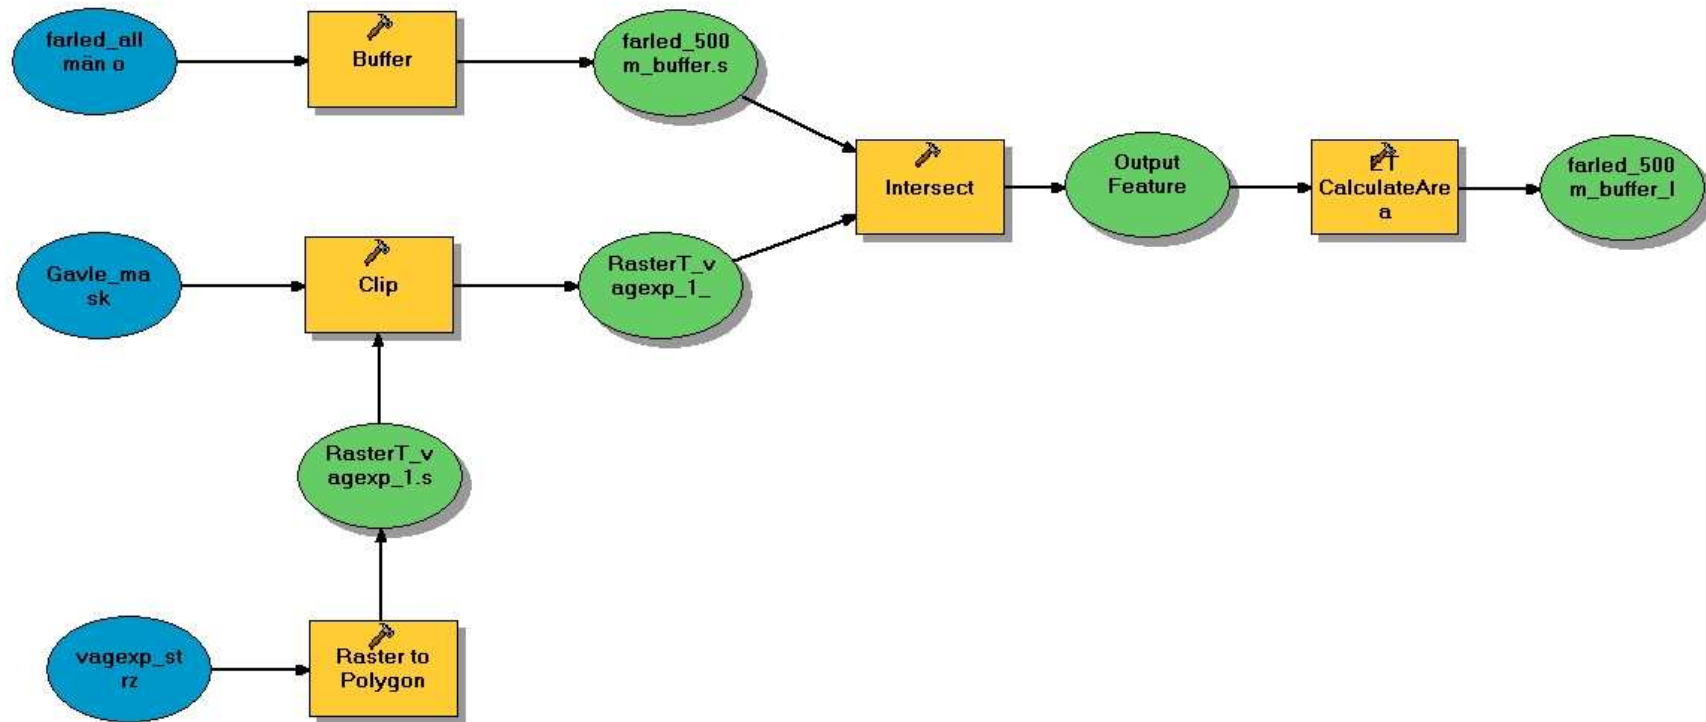 farled_all
män o
Buffer
farled_500
m_buffer.s
Intersect
Output
Feature
ET
CalculateAre
a
farled_500
m_buffer_I
Gavle_ma
sk
Clip
RasterT_v
agexp_1_
RasterT_v
agexp_1.s
vagexp_st
rz
Raster to
Polygon